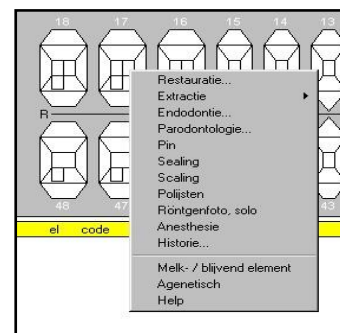 18 17 16 15 14 13
Restauratie...
Extractie
Endodontie...
R
Parodontologie...
Pin
Sealing
Scaling
Polijsten
48 47 Röntgenfoto, solo 43
el code Anesthesie
Historie...
Melk- / blijvend element
Agenetisch
Help